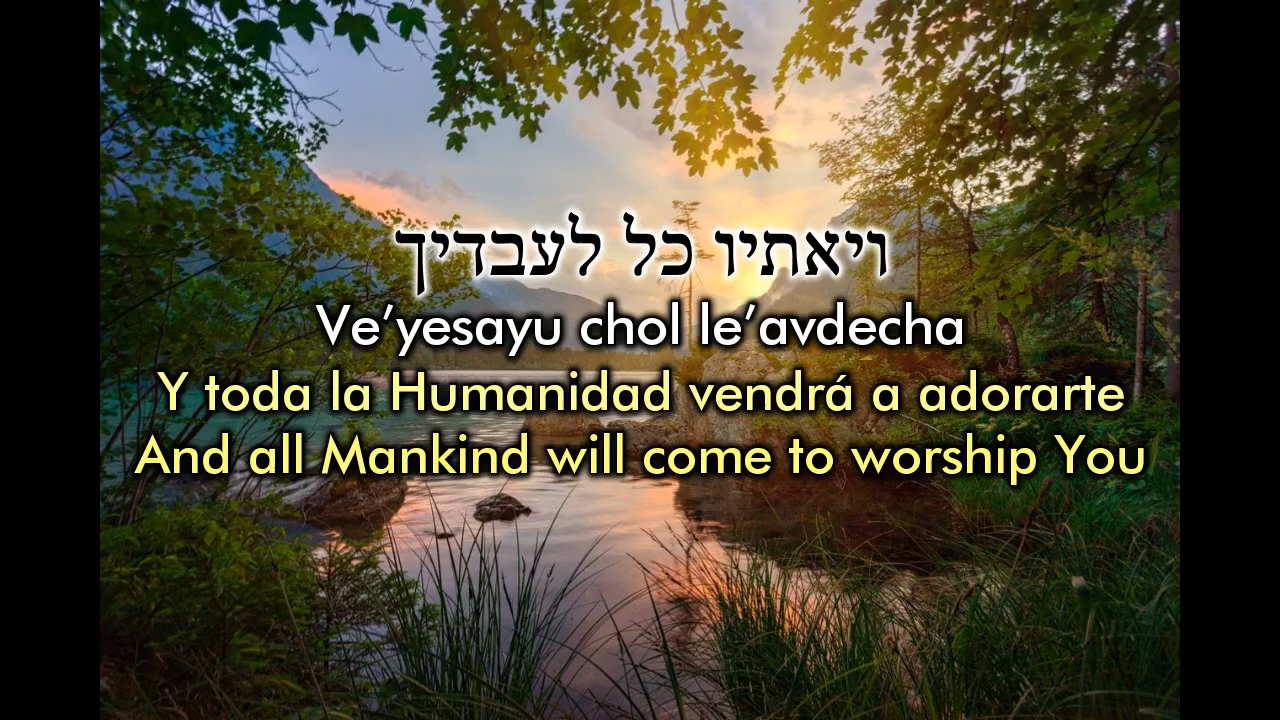 ויאתיו כל לעבדיך
Ve’yesayu chol le’avdecha
Y toda la Humanidad vendrá a adorarte
And all Mankind will come to worship You